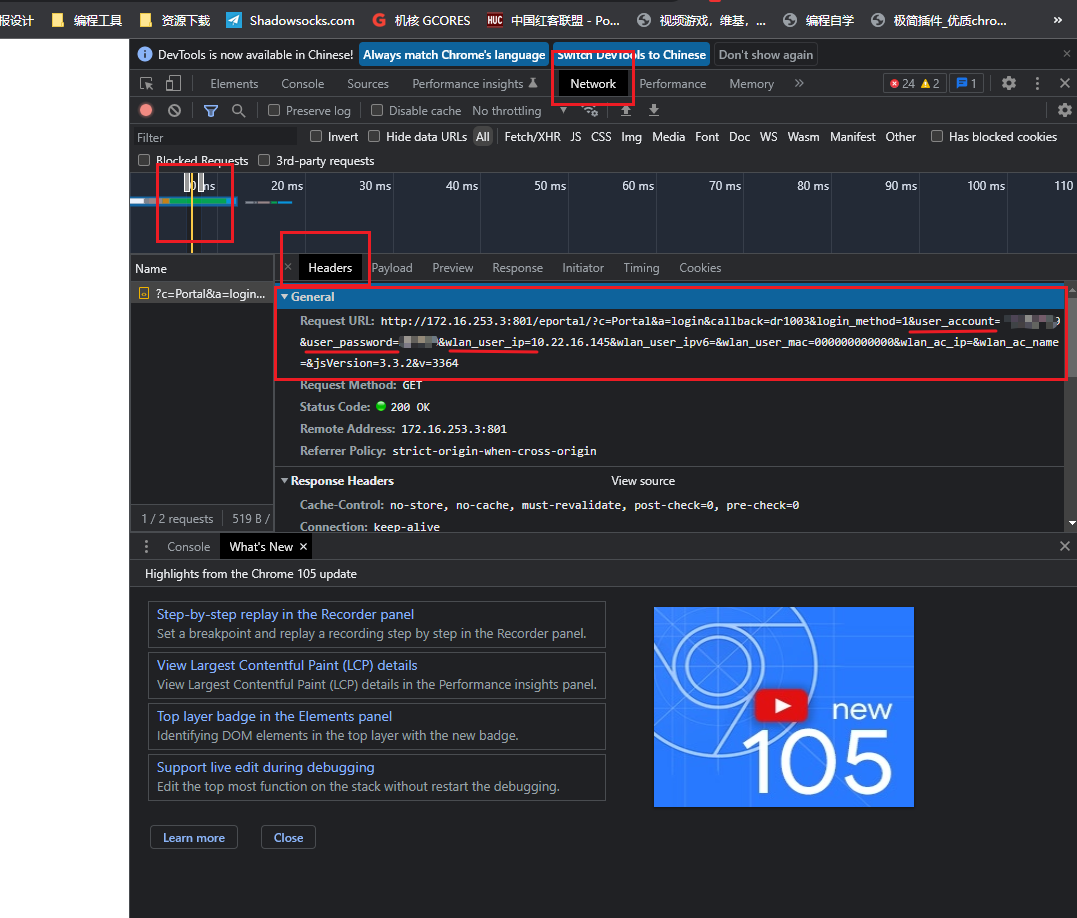 报设计 编程工具 资源下载 Shadowsocks.com 机核 GCORES 中国红客联盟 - Po... 视频游戏，维基，... 编程自学 极简插件_优质chro... »
DevTools is now available in Chinese! Always match Chrome's language Switch DevTools to Chinese Don't show again
Elements Console Sources Performance insights Network Performance Memory » 24 2 1
Preserve log Disable cache No throttling
Filter Invert Hide data URLs All Fetch/XHR JS CSS Img Media Font Doc WS Wasm Manifest Other Has blocked cookies
Blocked Requests 3rd-party requests
0 ms 20 ms 30 ms 40 ms 50 ms 60 ms 70 ms 80 ms 90 ms 100 ms 110
Name
Headers Payload Preview Response Initiator Timing Cookies
?c=Portal&a=login...
General
Request URL: http://172.16.253.3:801/eportal/?c=Portal&a=login&callback=dr1003&login_method=1&user_account= 9
&user_password= &wlan_user_ip=10.22.16.145&wlan_user_ipv6=&wlan_user_mac=000000000000&wlan_ac_ip=&wlan_ac_name
=&jsVersion=3.3.2&v=3364
Request Method: GET
Status Code: 200 OK
Remote Address: 172.16.253.3:801
Referrer Policy: strict-origin-when-cross-origin
Response Headers View source
Cache-Control: no-store, no-cache, must-revalidate, post-check=0, pre-check=0
Connection: keep-alive
1 / 2 requests 519 B /
Console What's New
Highlights from the Chrome 105 update
Step-by-step replay in the Recorder panel
Set a breakpoint and replay a recording step by step in the Recorder panel.
View Largest Contentful Paint (LCP) details
View Largest Contentful Paint (LCP) details in the Performance insights panel.
Top layer badge in the Elements panel
Identifying DOM elements in the top layer with the new badge.
Support live edit during debugging
Edit the top most function on the stack without restart the debugging.
Learn more Close
new
105